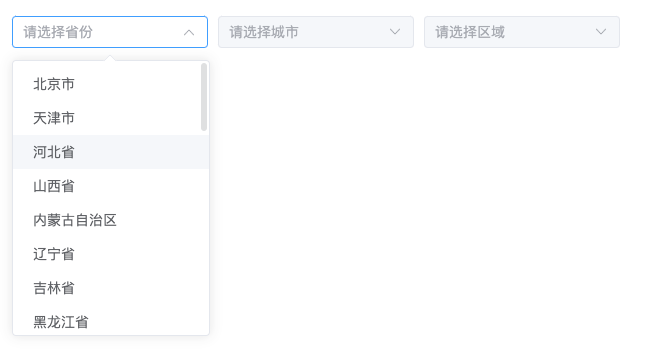 请选择省份 请选择城市 请选择区域
北京市
天津市
河北省
山西省
内蒙古自治区
辽宁省
吉林省
黑龙江省